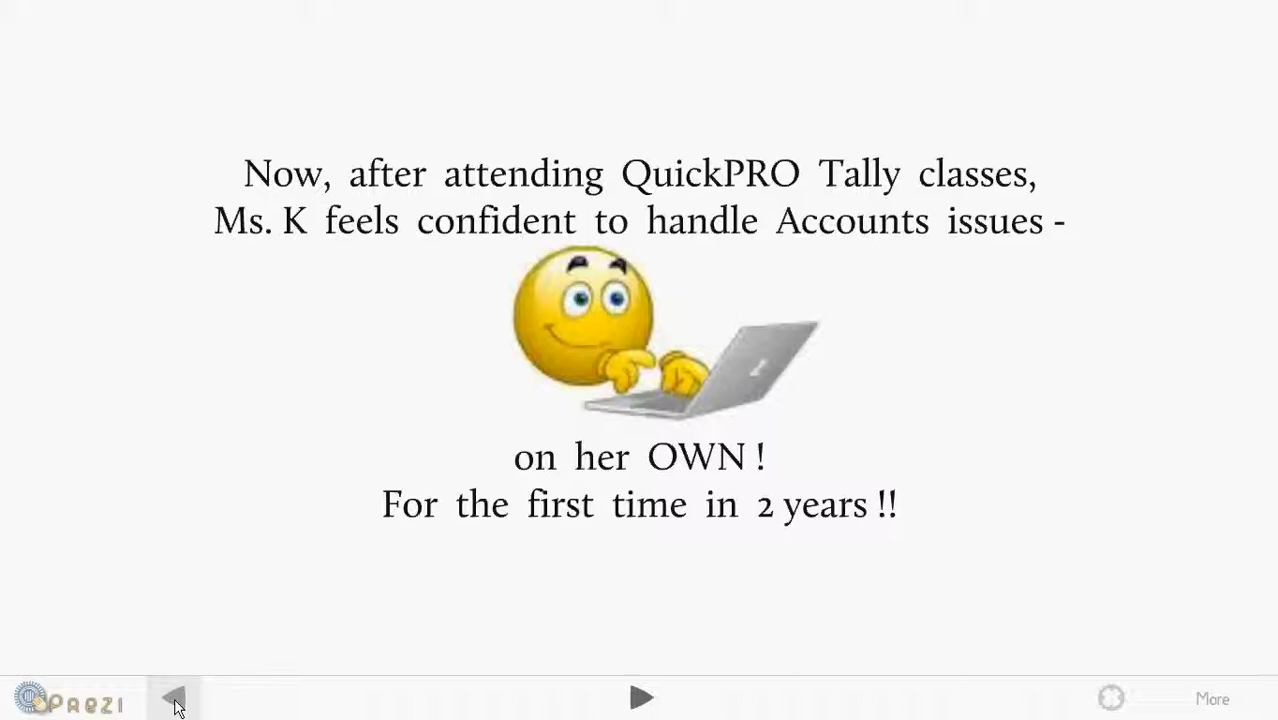 Now, after attending QuickPRO Tally classes,
Ms. K feels confident to handle Accounts issues -
on her OWN !
For the first time in 2 years !!
Prezi
More